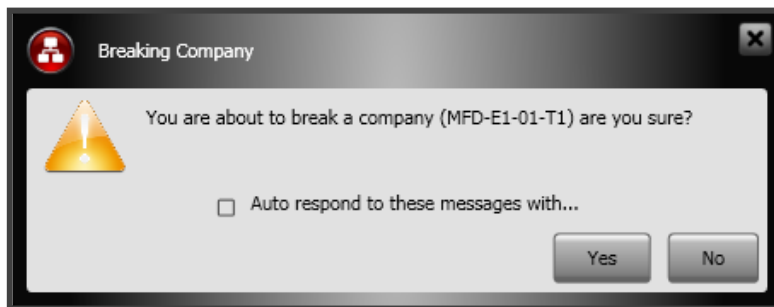 Breaking Company
You are about to break a company (MFD-E1-01-T1) are you sure?
Auto respond to these messages with...
Yes No